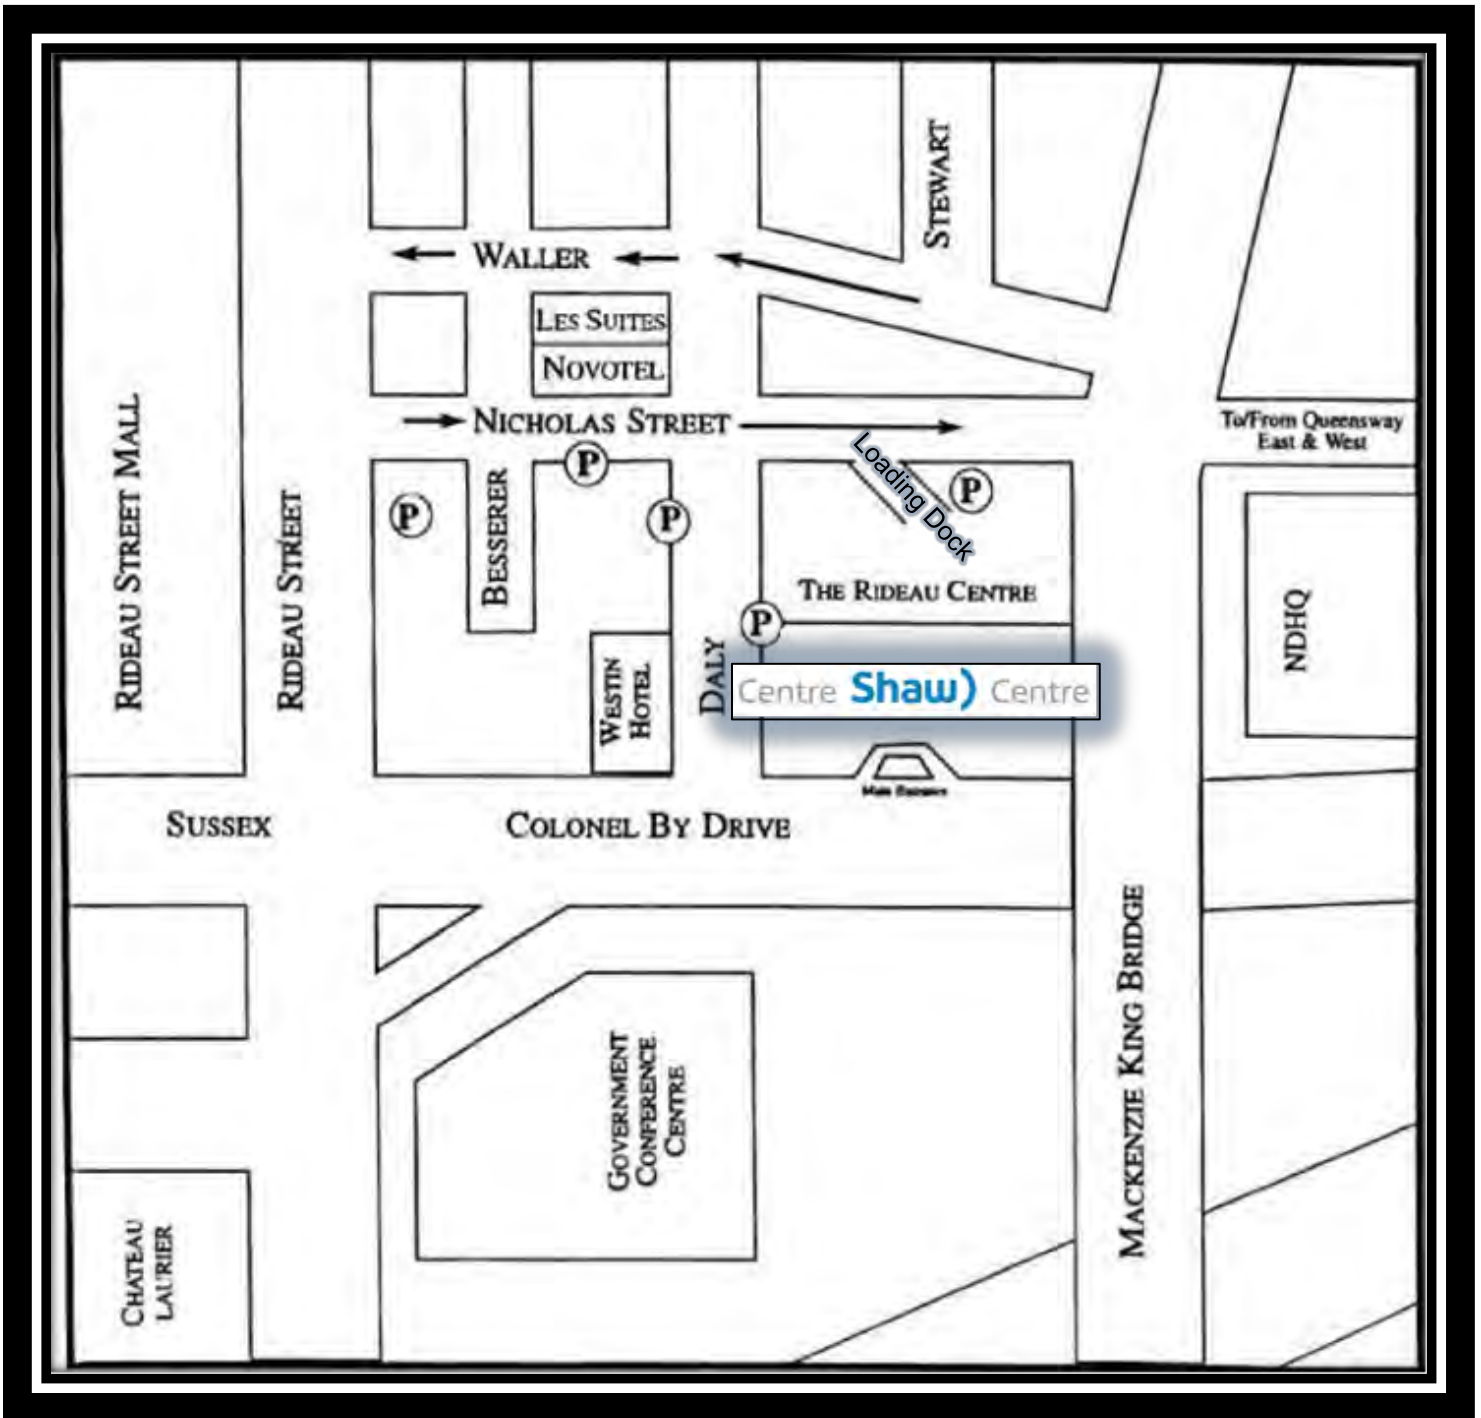 STEWART
WALLER
LES SUITES
NOVOTEL
RIDEAU STREET MALL
RIDEAU STREET
NICHOLAS STREET
To/From Queensway
East & West
P
P
P
P
P
BESSERER
Loading Dock
THE RIDEAU CENTRE
NDHQ
WESTIN
HOTEL
DALY
Centre Shaw) Centre
Main Entrance
SUSSEX
COLONEL BY DRIVE
MACKENZIE KING BRIDGE
GOVERNMENT
CONFERENCE
CENTRE
CHATEAU
LAURIER